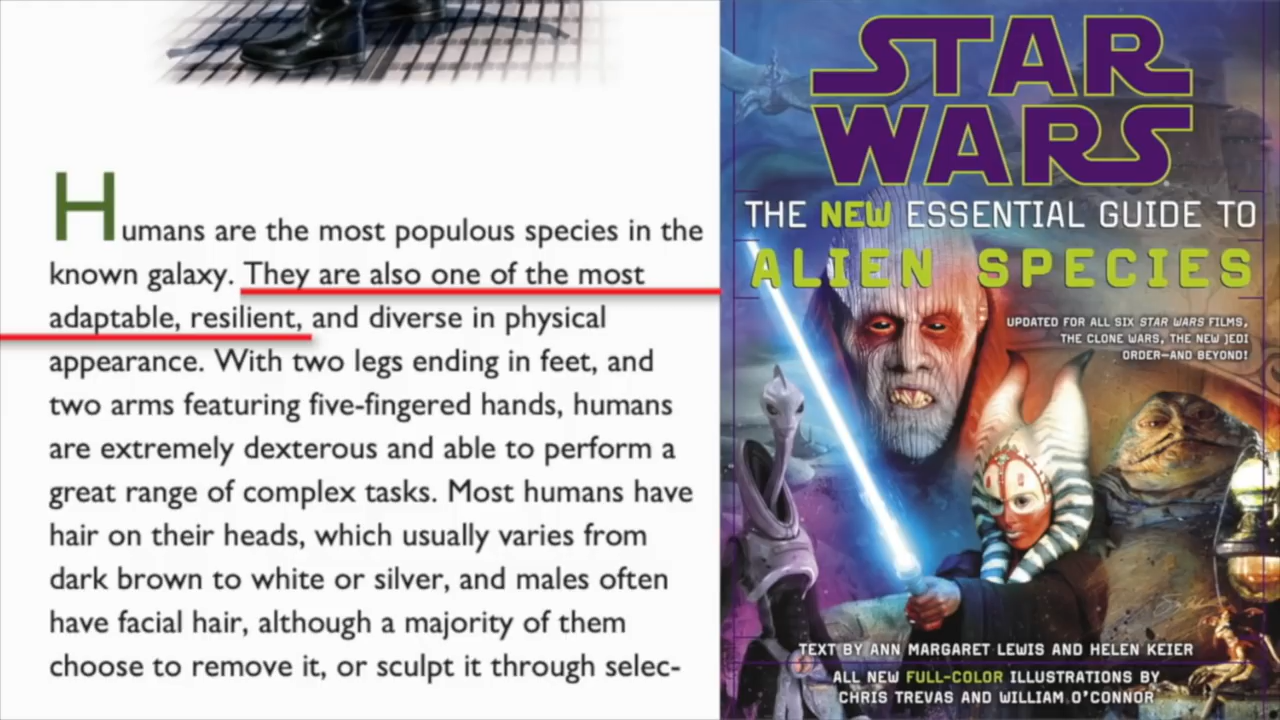 Humans are the most populous species in the
known galaxy. They are also one of the most
adaptable, resilient, and diverse in physical
appearance. With two legs ending in feet, and
two arms featuring five-fingered hands, humans
are extremely dexterous and able to perform a
great range of complex tasks. Most humans have
hair on their heads, which usually varies from
dark brown to white or silver, and males often
have facial hair, although a majority of them
choose to remove it, or sculpt it through selec-
STAR
WARS
THE NEW ESSENTIAL GUIDE TO
ALIEN SPECIES
UPDATED FOR ALL SIX STAR WARS FILMS,
THE CLONE WARS, THE NEW JEDI
ORDER—AND BEYOND!
TEXT BY ANN MARGARET LEWIS AND HELEN KEIER
ALL NEW FULL-COLOR ILLUSTRATIONS BY
CHRIS TREVAS AND WILLIAM O'CONNOR